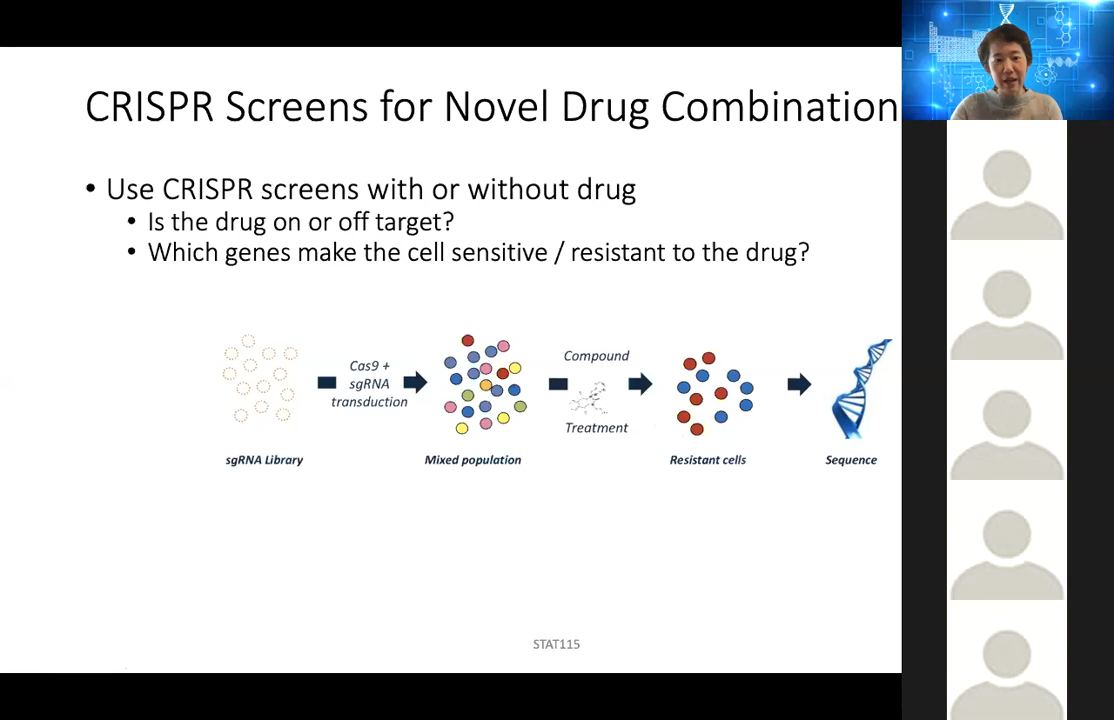 CRISPR Screens for Novel Drug Combination
• Use CRISPR screens with or without drug
• Is the drug on or off target?
• Which genes make the cell sensitive / resistant to the drug?
Cas9 +
sgRNA
transduction
Compound
Treatment
sgRNA Library
Mixed population
Resistant cells
Sequence
STAT115